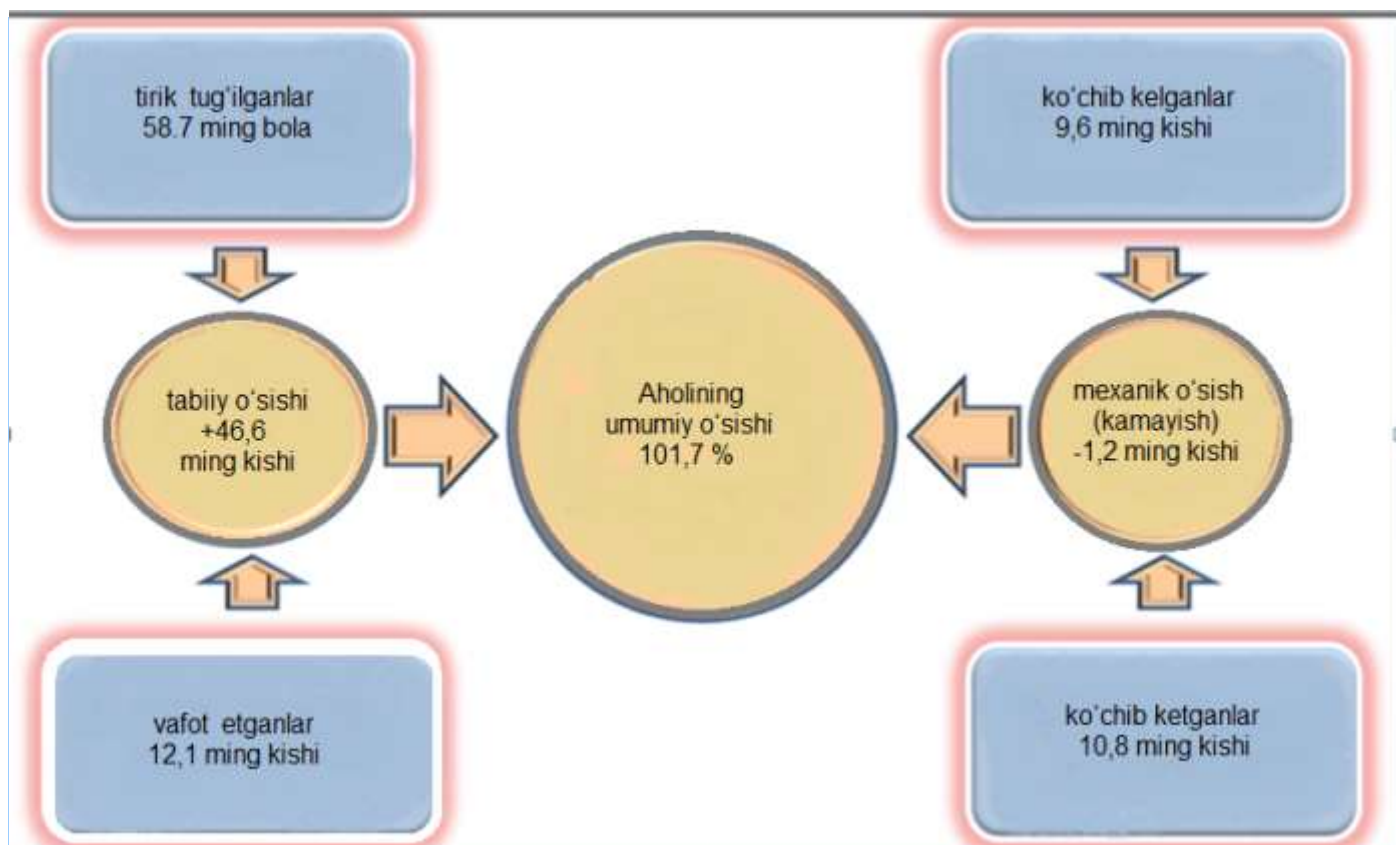 tirik tug'ilganlar
58.7 ming bola
ko'chib kelganlar
9,6 ming kishi
tabiiy o'sishi
+46,6
ming kishi
Aholining
umumiy o'sishi
101,7 %
mexanik o'sish
(kamayish)
-1,2 ming kishi
vafot etganlar
12,1 ming kishi
ko'chib ketganlar
10,8 ming kishi